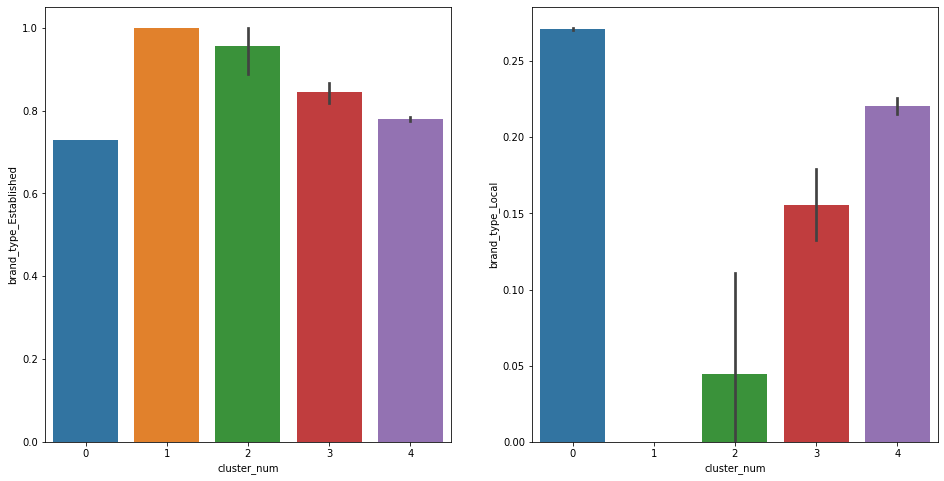 1.0
0.8
0.6
0.4
0.2
0.0
brand_type_Established
0 1 2 3 4
cluster_num
0.25
0.20
0.15
0.10
0.05
0.00
brand_type_Local
0 1 2 3 4
cluster_num